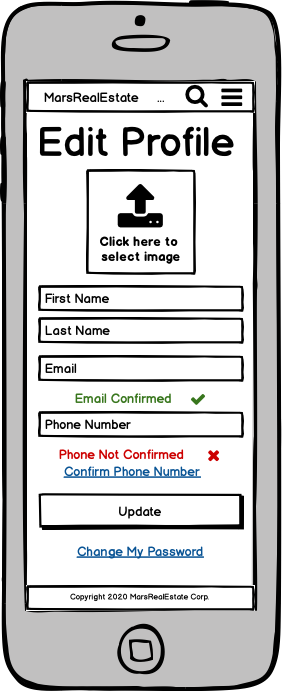 MarsRealEstate ...
Edit Profile
Click here to
select image
First Name
Last Name
Email
Email Confirmed
Phone Number
Phone Not Confirmed
Confirm Phone Number
Update
Change My Password
Copyright 2020 MarsRealEstate Corp.